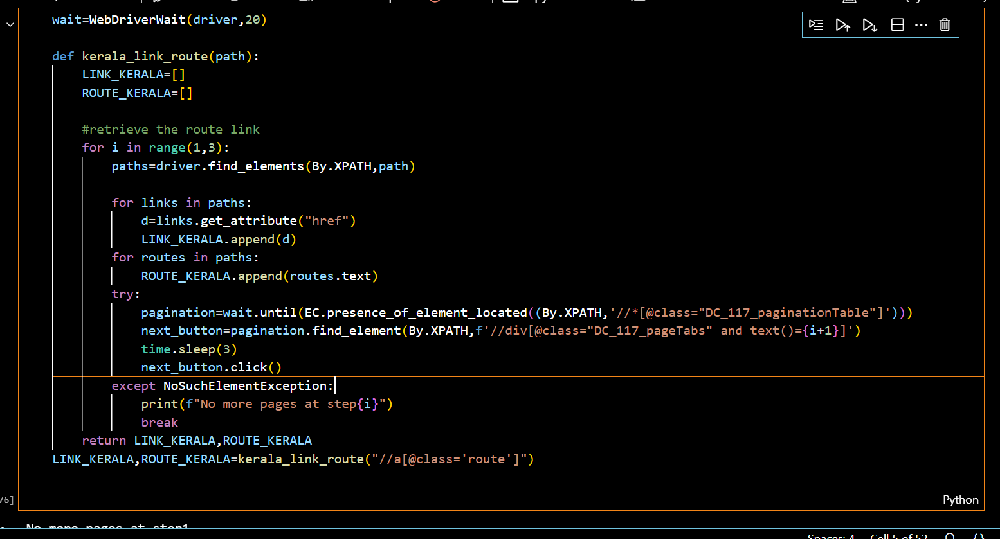 wait=WebDriverWait(driver,20)
def kerala_link_route(path):
LINK_KERALA=[]
ROUTE_KERALA=[]
#retrieve the route link
for i in range(1,3):
paths=driver.find_elements(By.XPATH,path)
for links in paths:
d=links.get_attribute("href")
LINK_KERALA.append(d)
for routes in paths:
ROUTE_KERALA.append(routes.text)
try:
pagination=wait.until(EC.presence_of_element_located((By.XPATH,'//*[@class="DC_117_paginationTable"]')))
next_button=pagination.find_element(By.XPATH,f'//div[@class="DC_117_pageTabs" and text()={i+1}]')
time.sleep(3)
next_button.click()
except NoSuchElementException:
print(f"No more pages at step{i}")
break
return LINK_KERALA,ROUTE_KERALA
LINK_KERALA,ROUTE_KERALA=kerala_link_route("//a[@class='route']")
76]
Python
No more pages at step1
Spaces: 4 Cell 5 of 52 {}